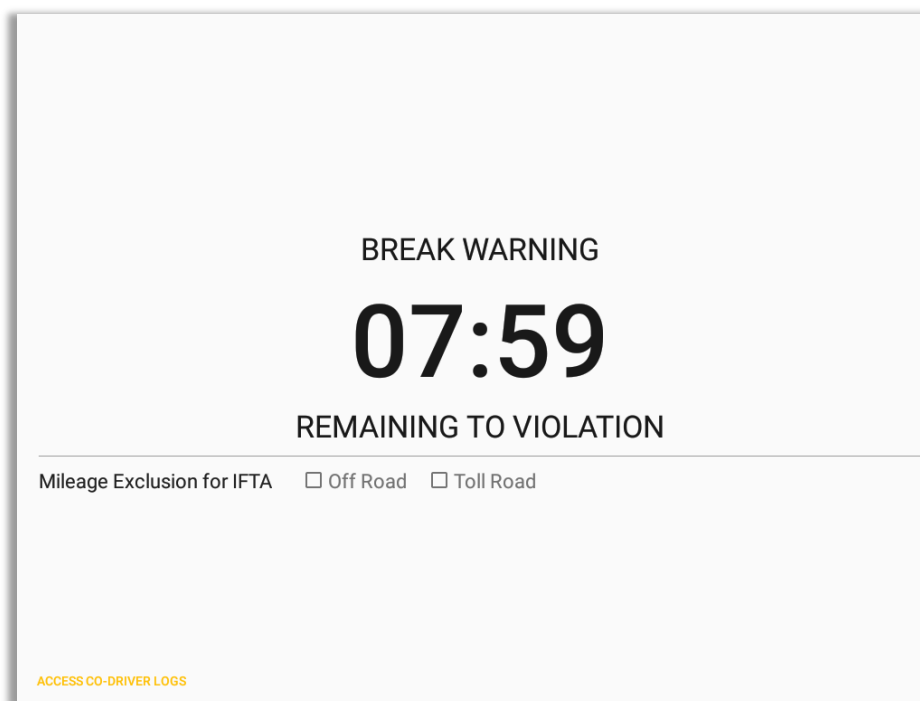 BREAK WARNING
07:59
REMAINING TO VIOLATION
Mileage Exclusion for IFTA Off Road Toll Road
ACCESS CO-DRIVER LOGS